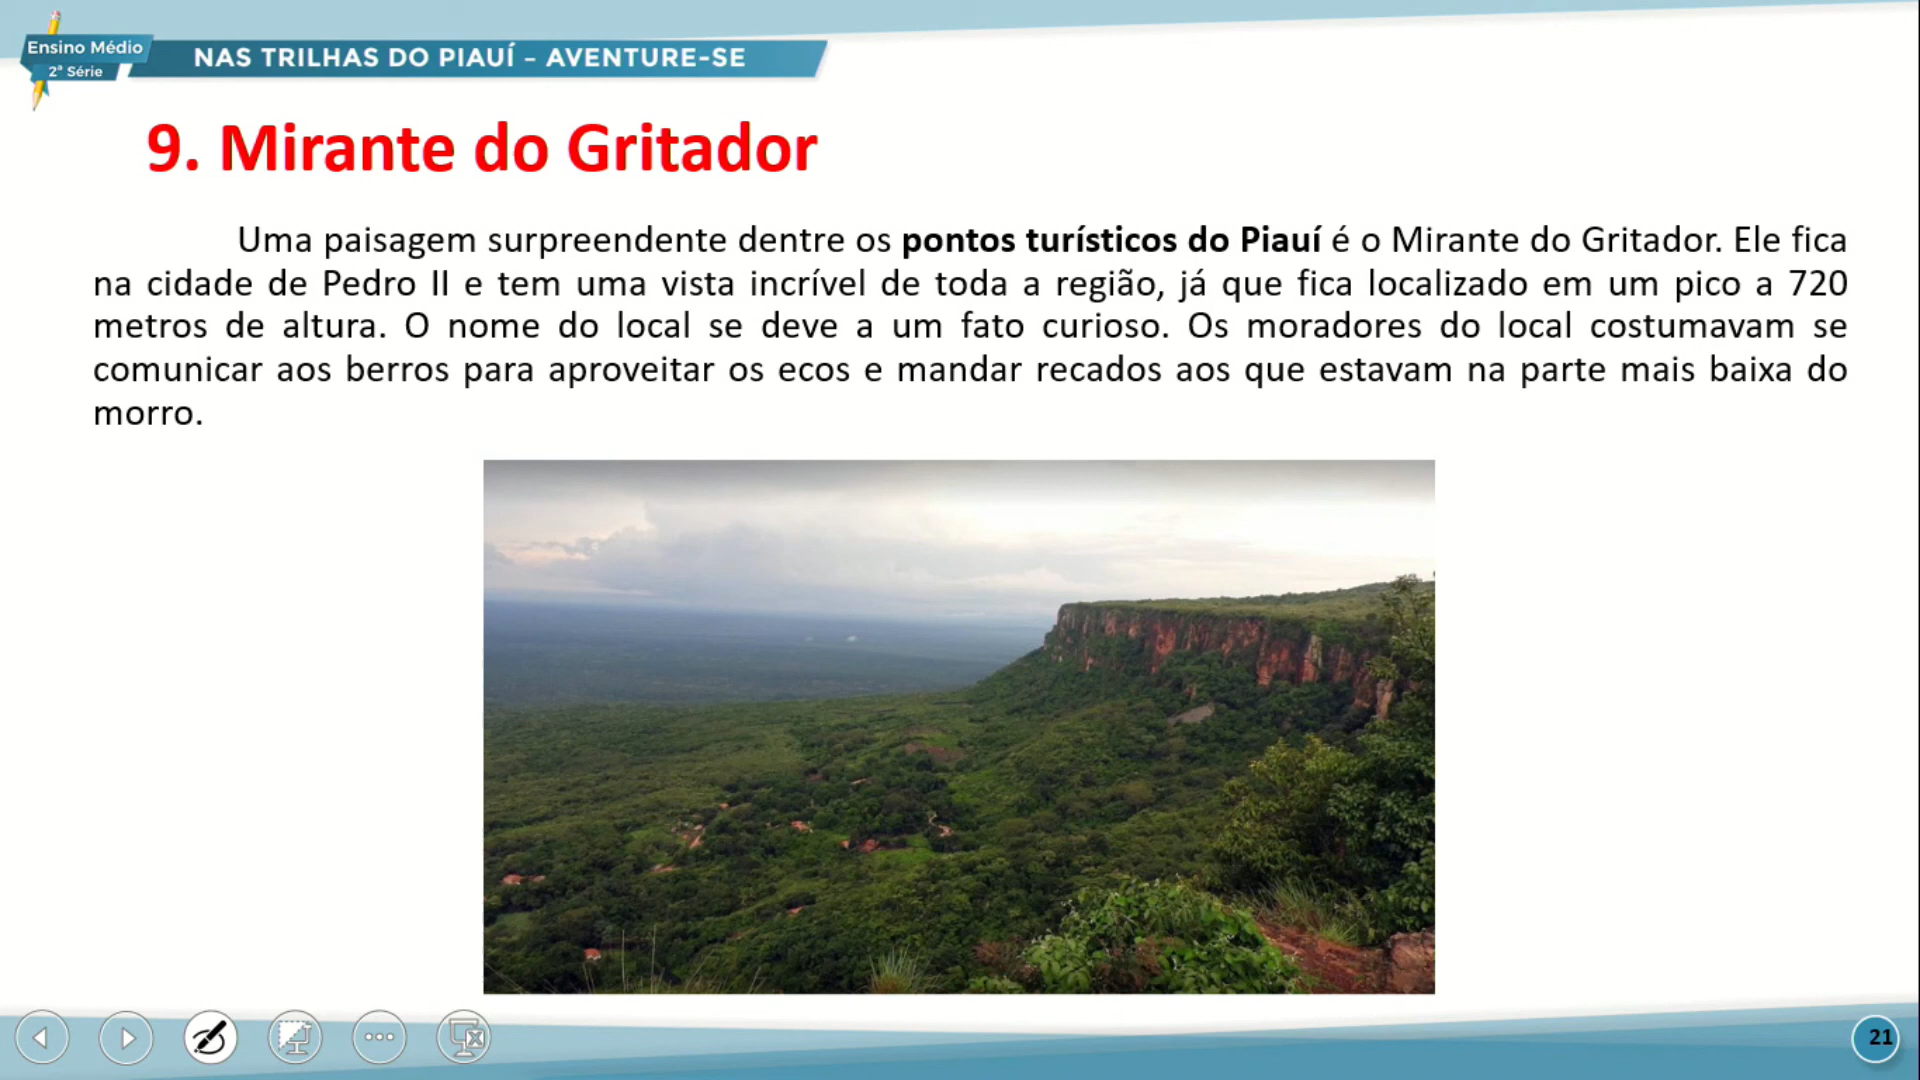 Ensino Médio
2ª Série
NAS TRILHAS DO PIAUÍ – AVENTURE-SE
9. Mirante do Gritador
Uma paisagem surpreendente dentre os pontos turísticos do Piauí é o Mirante do Gritador. Ele fica
na cidade de Pedro II e tem uma vista incrível de toda a região, já que fica localizado em um pico a 720
metros de altura. O nome do local se deve a um fato curioso. Os moradores do local costumavam se
comunicar aos berros para aproveitar os ecos e mandar recados aos que estavam na parte mais baixa do
morro.
21